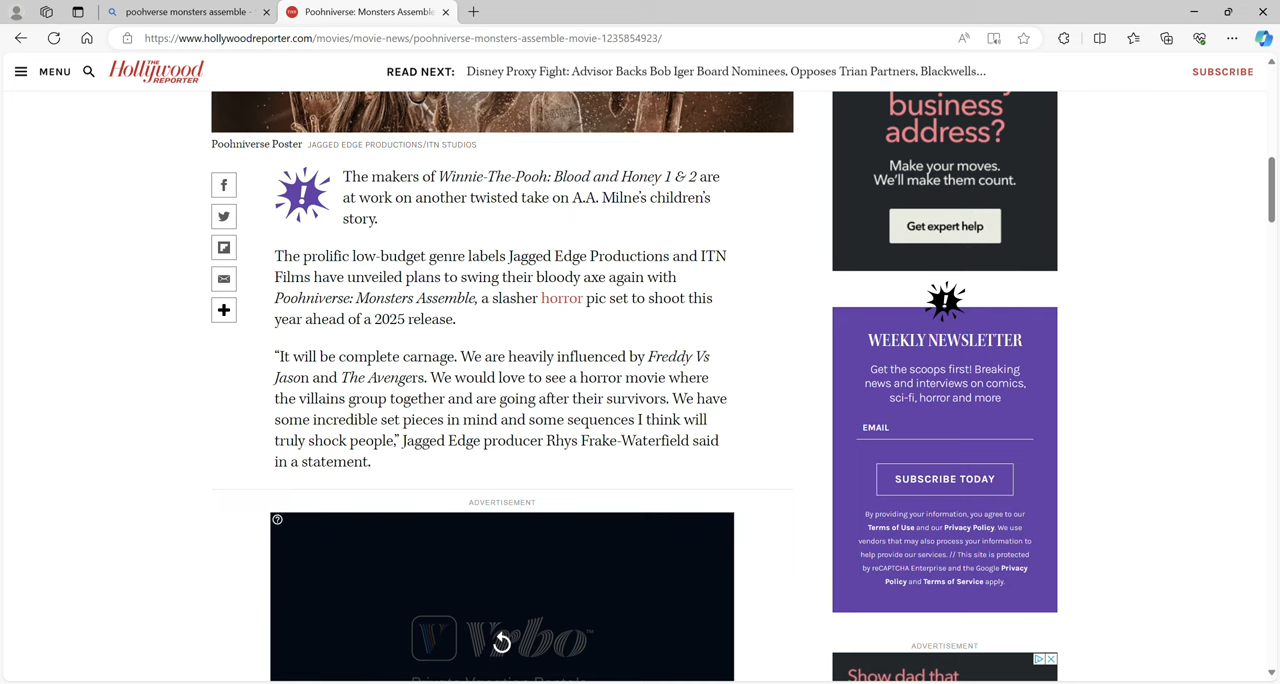 poohverse monsters assemble -
Poohniverse: Monsters Assemble
https://www.hollywoodreporter.com/movies/movie-news/poohniverse-monsters-assemble-movie-1235854923/
MENU
THE Hollywood REPORTER
READ NEXT: Disney Proxy Fight: Advisor Backs Bob Iger Board Nominees, Opposes Trian Partners, Blackwells...
SUBSCRIBE
Poohniverse Poster JAGGED EDGE PRODUCTIONS/ITN STUDIOS
The makers of Winnie-The-Pooh: Blood and Honey 1 & 2 are
at work on another twisted take on A.A. Milne's children's
story.
The prolific low-budget genre labels Jagged Edge Productions and ITN
Films have unveiled plans to swing their bloody axe again with
Poohniverse: Monsters Assemble, a slasher horror pic set to shoot this
year ahead of a 2025 release.
“It will be complete carnage. We are heavily influenced by Freddy Vs
Jason and The Avengers. We would love to see a horror movie where
the villains group together and are going after their survivors. We have
some incredible set pieces in mind and some sequences I think will
truly shock people,” Jagged Edge producer Rhys Frake-Waterfield said
in a statement.
ADVERTISEMENT
Vrbo™
business
address?
Make your moves.
We'll make them count.
Get expert help
WEEKLY NEWSLETTER
Get the scoops first! Breaking
news and interviews on comics,
sci-fi, horror and more
EMAIL
SUBSCRIBE TODAY
By providing your information, you agree to our
Terms of Use and our Privacy Policy. We use
vendors that may also process your information to
help provide our services. // This site is protected
by reCAPTCHA Enterprise and the Google Privacy
Policy and Terms of Service apply.
ADVERTISEMENT
Show dad that